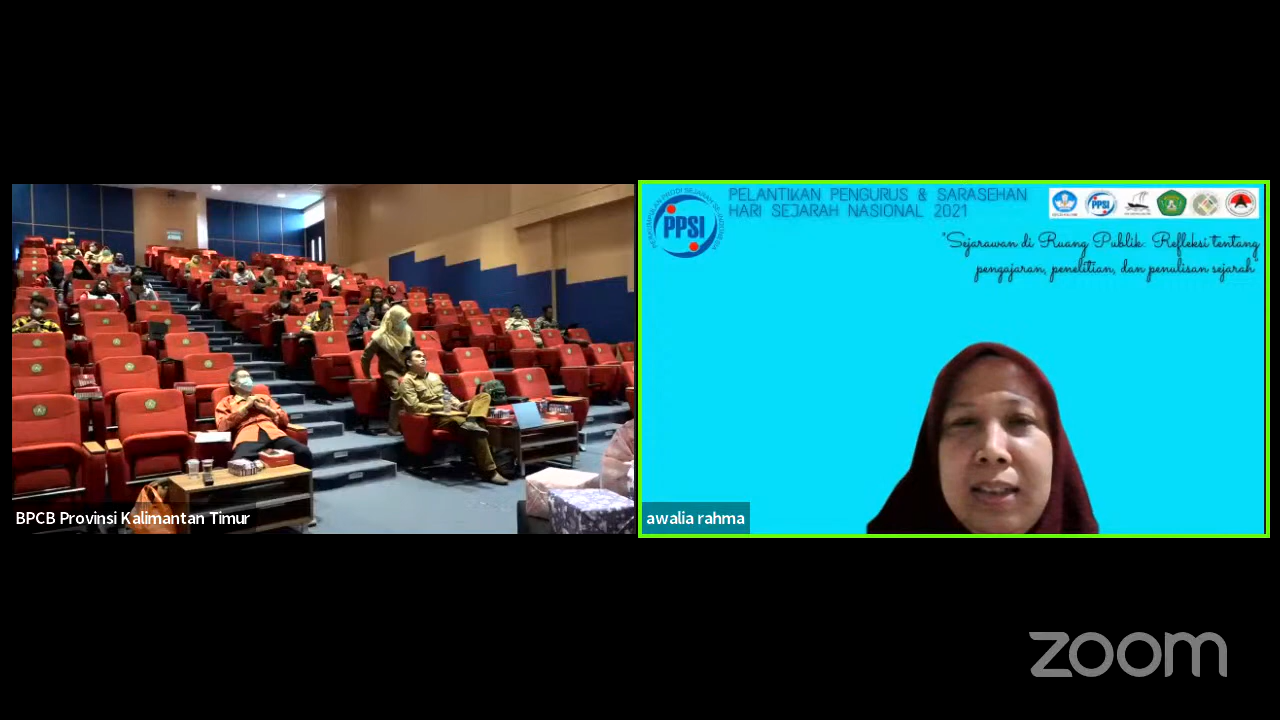 PELANTIKAN PENGURUS & SARASEHAN
HARI SEJARAH NASIONAL 2021
PPSI
PPSI
"Sejarawan di Ruang Publik: Refleksi tentang
pengajaran, penelitian, dan penulisan sejarah"
BPCB Provinsi Kalimantan Timur
awalia rahma
zoom